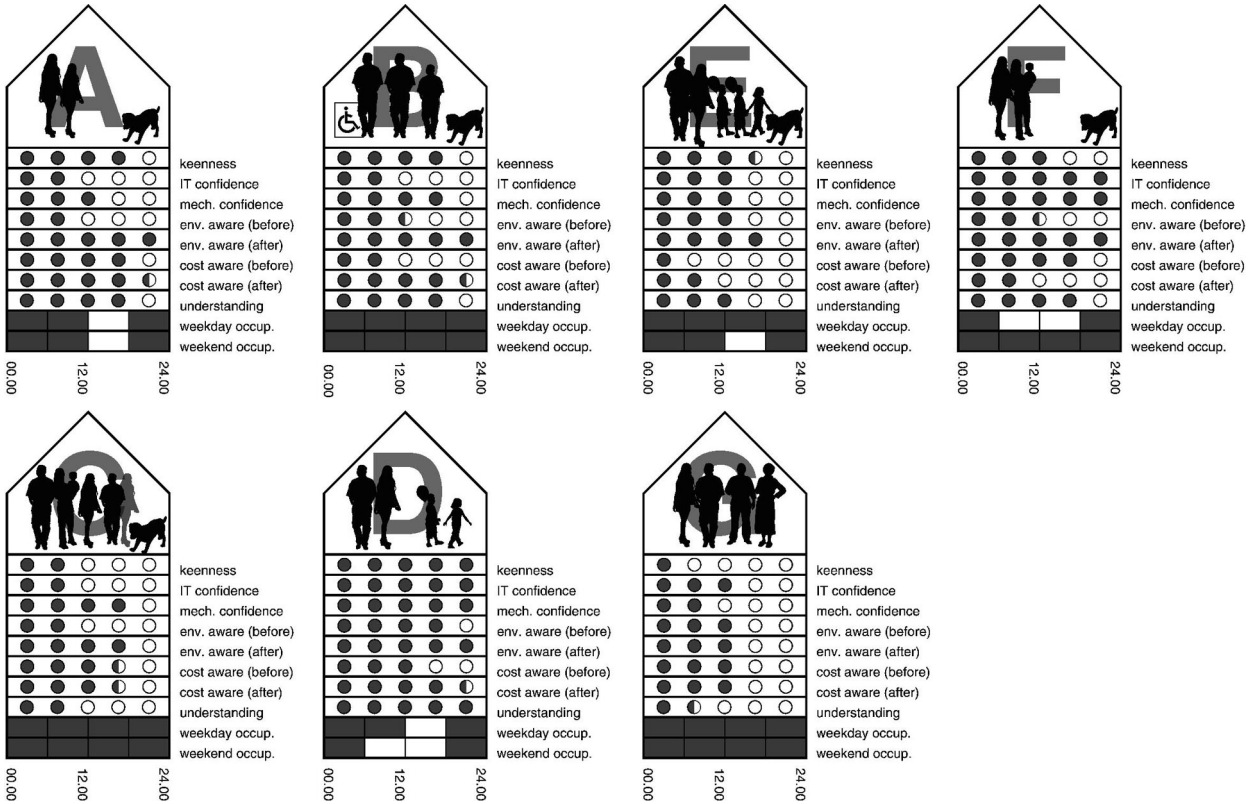 A
keenness
IT confidence
mech. confidence
env. aware (before)
env. aware (after)
cost aware (before)
cost aware (after)
understanding
weekday occup.
weekend occup.
00.00
12.00
24.00
B
keenness
IT confidence
mech. confidence
env. aware (before)
env. aware (after)
cost aware (before)
cost aware (after)
understanding
weekday occup.
weekend occup.
00.00
12.00
24.00
E
keenness
IT confidence
mech. confidence
env. aware (before)
env. aware (after)
cost aware (before)
cost aware (after)
understanding
weekday occup.
weekend occup.
00.00
12.00
24.00
F
keenness
IT confidence
mech. confidence
env. aware (before)
env. aware (after)
cost aware (before)
cost aware (after)
understanding
weekday occup.
weekend occup.
00.00
12.00
24.00
C
keenness
IT confidence
mech. confidence
env. aware (before)
env. aware (after)
cost aware (before)
cost aware (after)
understanding
weekday occup.
weekend occup.
00.00
12.00
24.00
D
keenness
IT confidence
mech. confidence
env. aware (before)
env. aware (after)
cost aware (before)
cost aware (after)
understanding
weekday occup.
weekend occup.
00.00
12.00
24.00
G
keenness
IT confidence
mech. confidence
env. aware (before)
env. aware (after)
cost aware (before)
cost aware (after)
understanding
weekday occup.
weekend occup.
00.00
12.00
24.00